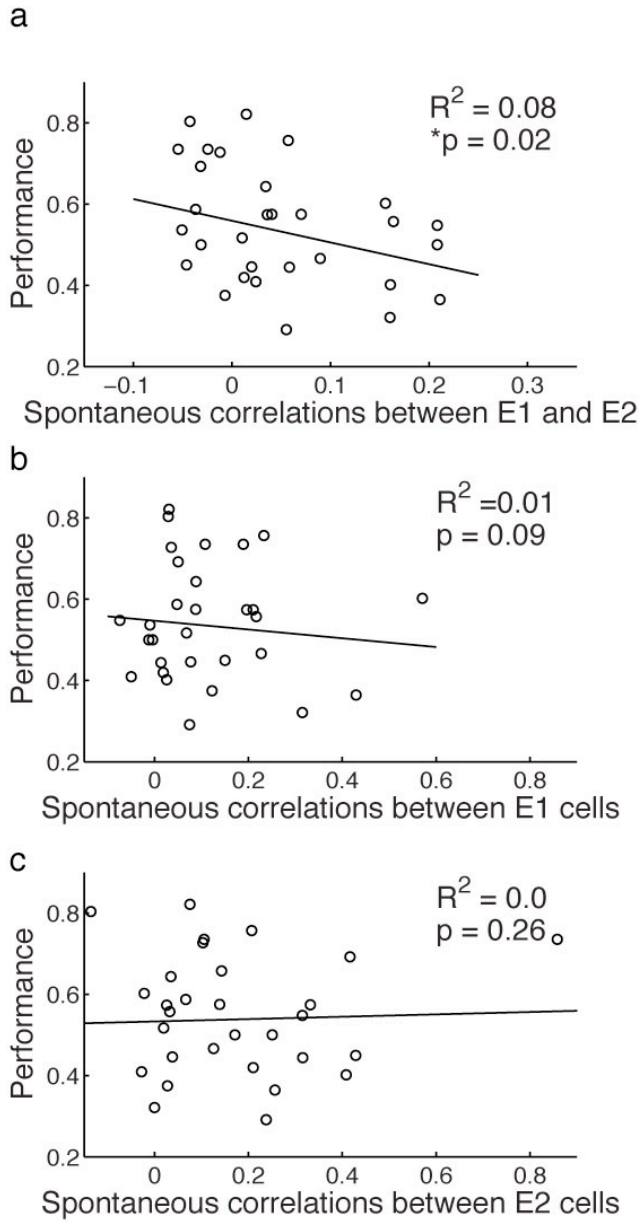 a
R² = 0.08
*p = 0.02
Performance
0.8
0.6
0.4
0.2
−0.1 0 0.1 0.2 0.3
Spontaneous correlations between E1 and E2
b
R² =0.01
p = 0.09
Performance
0.8
0.6
0.4
0.2
0 0.2 0.4 0.6 0.8
Spontaneous correlations between E1 cells
c
R² = 0.0
p = 0.26
Performance
0.8
0.6
0.4
0.2
0 0.2 0.4 0.6 0.8
Spontaneous correlations between E2 cells